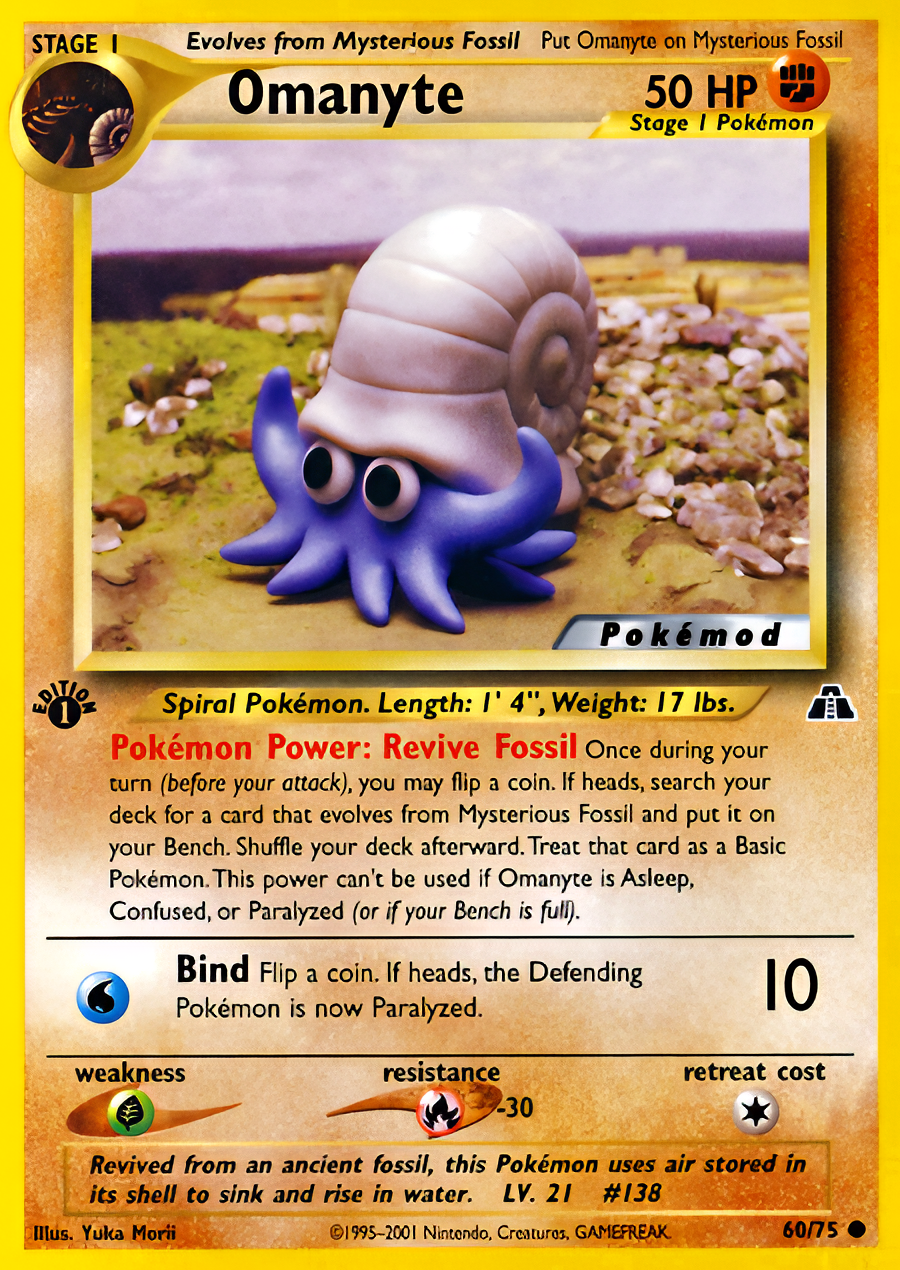 STAGE 1 Evolves from Mysterious Fossil Put Omanyte on Mysterious Fossil
Omanyte 50 HP
Stage 1 Pokémon
Pokémod
EDITION
1
Spiral Pokémon. Length: 1' 4", Weight: 17 lbs.
Pokémon Power: Revive Fossil Once during your
turn (before your attack), you may flip a coin. If heads, search your
deck for a card that evolves from Mysterious Fossil and put it on
your Bench. Shuffle your deck afterward. Treat that card as a Basic
Pokémon. This power can't be used if Omanyte is Asleep,
Confused, or Paralyzed (or if your Bench is full).
Bind Flip a coin. If heads, the Defending 10
Pokémon is now Paralyzed.
weakness resistance retreat cost
-30
Revived from an ancient fossil, this Pokémon uses air stored in
its shell to sink and rise in water. LV. 21 #138
Illus. Yuka Morii ©1995-2001 Nintendo, Creatures, GAMEFREAK. 60/75